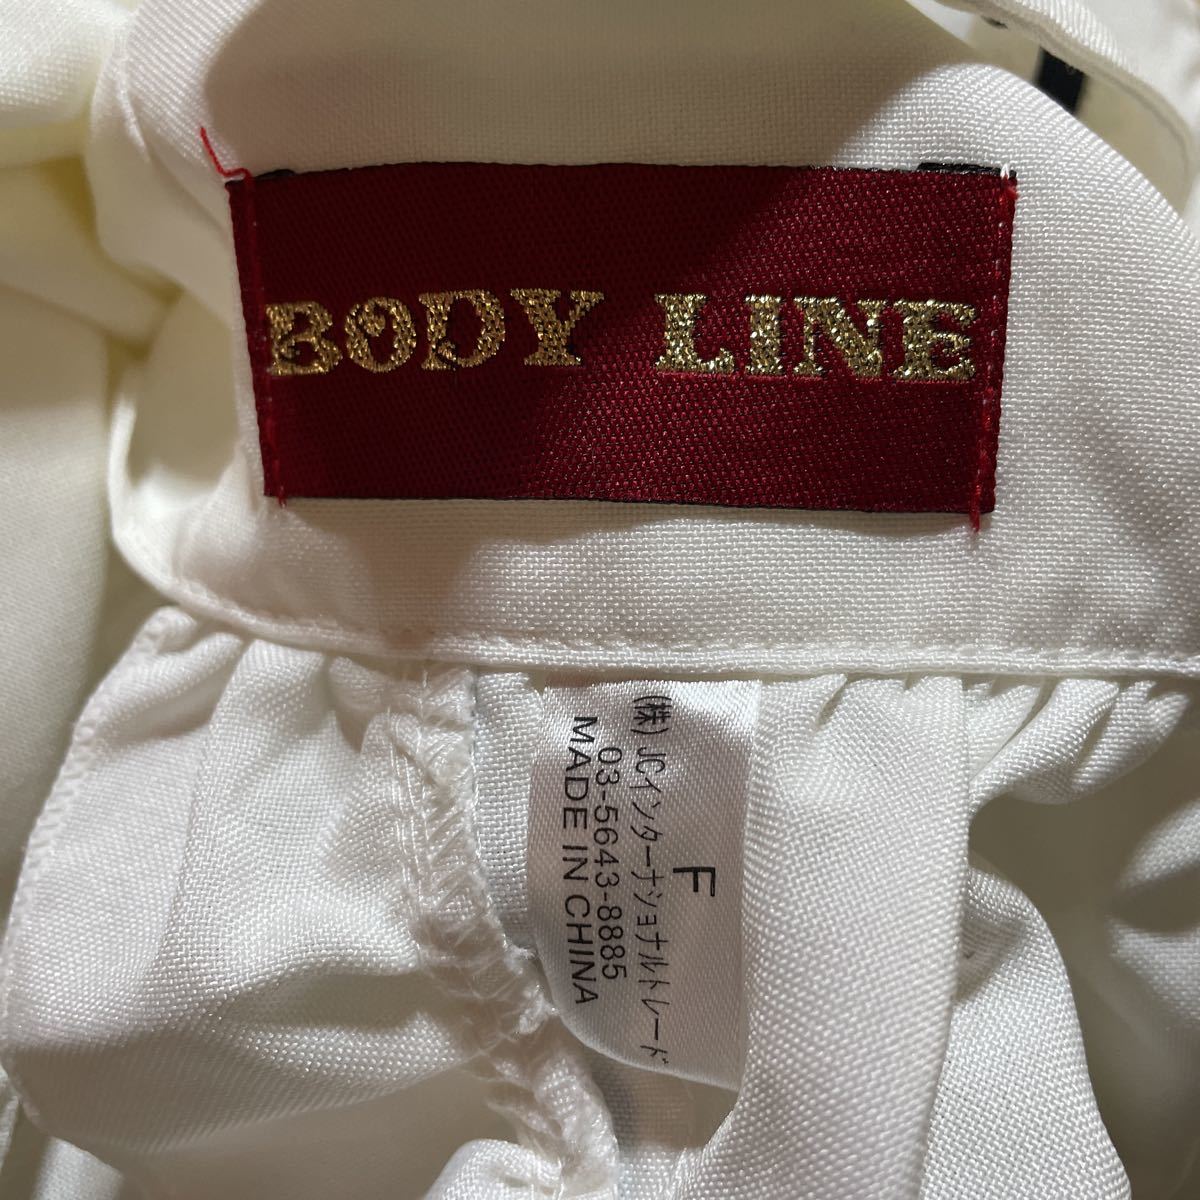 BODY LINE
F
(株)JCインターナショナルトレード
03-5643-8885
MADE IN CHINA